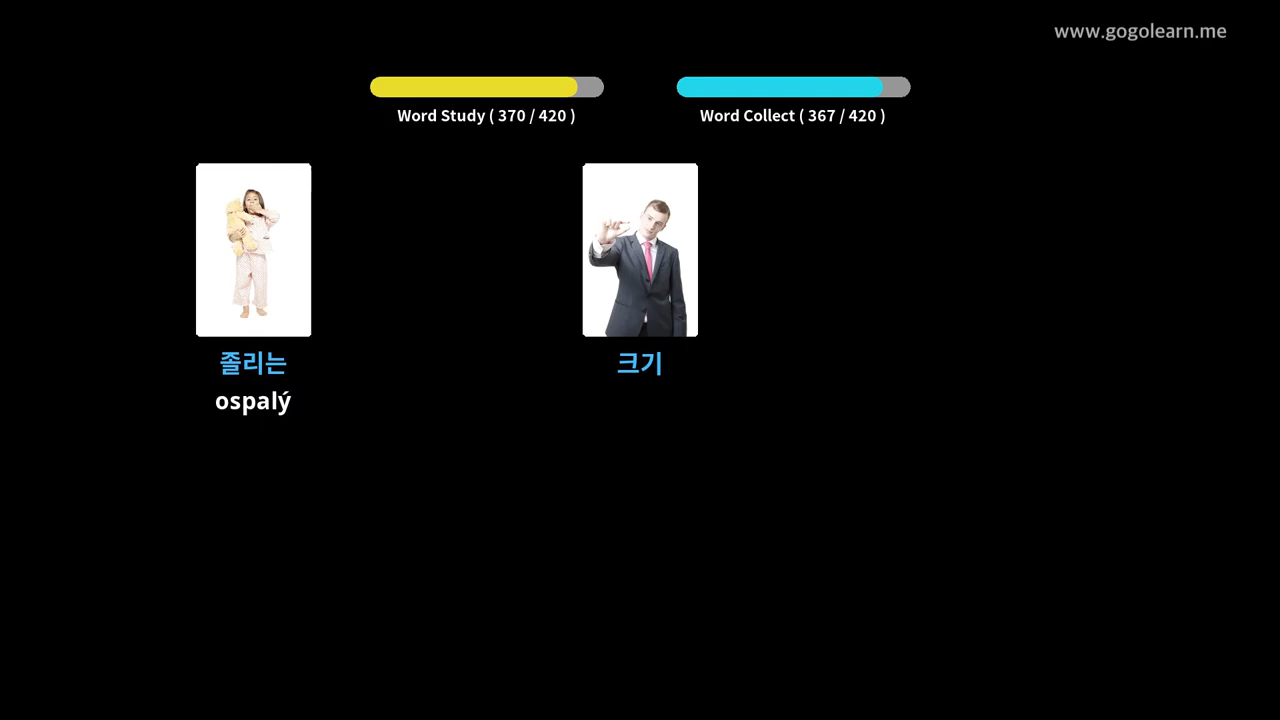 www.gogolearn.me
Word Study ( 370 / 420 )
Word Collect ( 367 / 420 )
졸리는
크기
ospalý